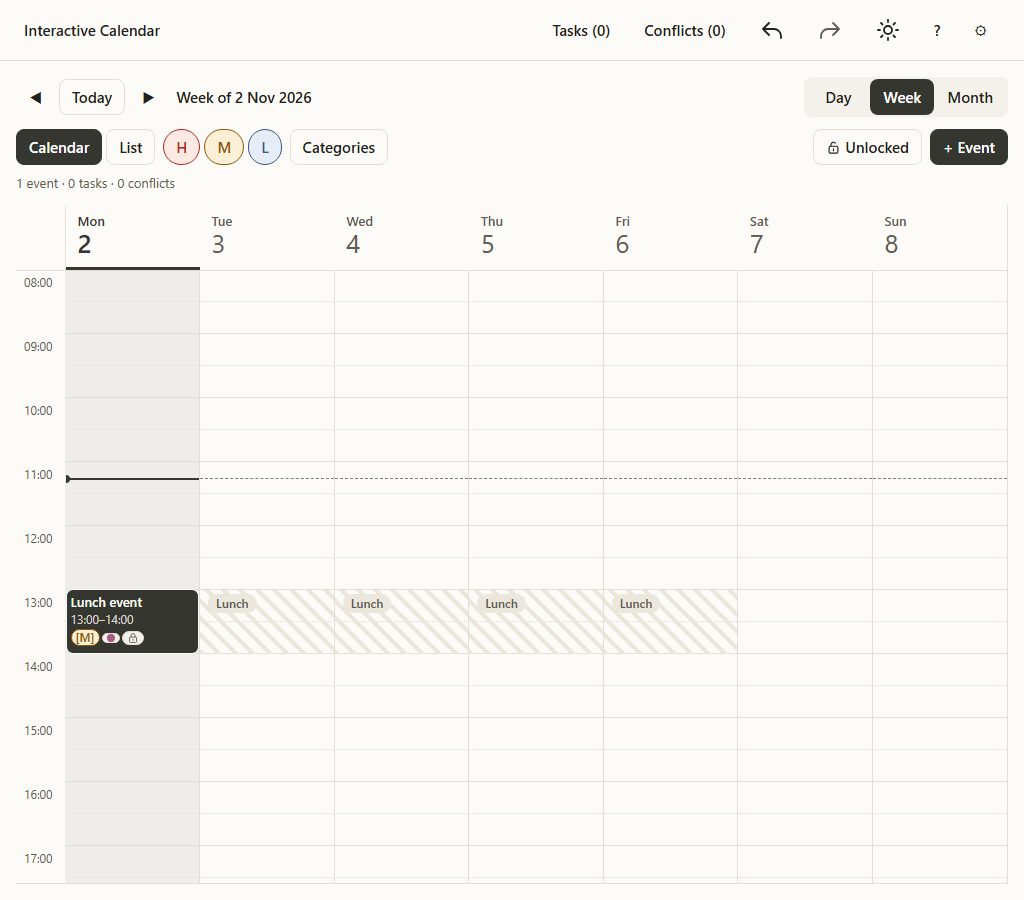 Interactive Calendar
Tasks (0)
Conflicts (0)
?
Today
Week of 2 Nov 2026
Day
Week
Month
Calendar
List
H
M
L
Categories
Unlocked
+ Event
1 event · 0 tasks · 0 conflicts
Mon
2
Tue
3
Wed
4
Thu
5
Fri
6
Sat
7
Sun
8
08:00
09:00
10:00
11:00
12:00
13:00
Lunch event
13:00–14:00
[M]
Lunch
Lunch
Lunch
Lunch
14:00
15:00
16:00
17:00